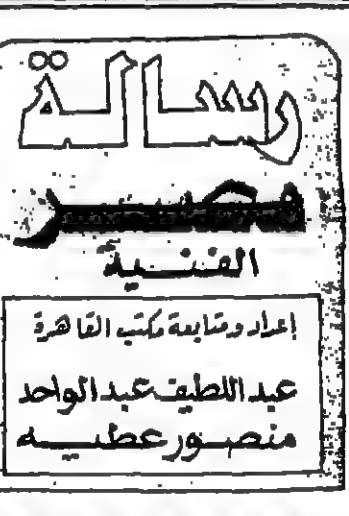 رسالة
مصر
الفنية
إعداد ومتابعة مكتب القاهرة
عبد اللطيف عبد الواحد
منصور عطيه